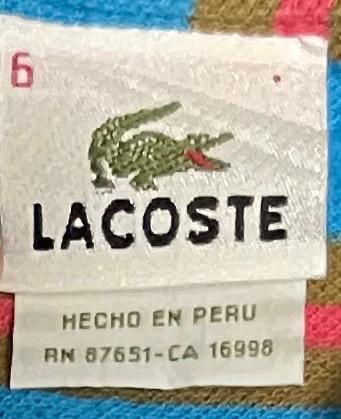 6
LACOSTE
HECHO EN PERU
RN 87651-CA 16998